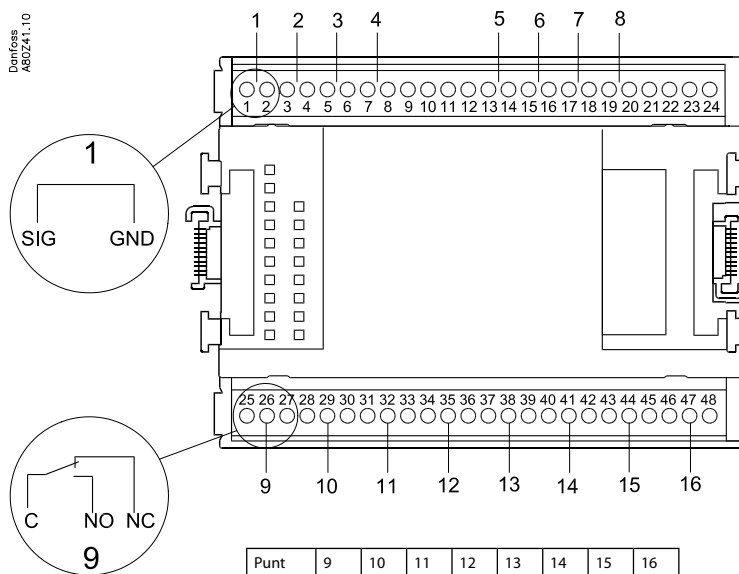 Danfoss
A80Z41.10
1 2 3 4 5 6 7 8
1 2 3 4 5 6 7 8 9 10 11 12 13 14 15 16 17 18 19 20 21 22 23 24
1
SIG GND
25 26 27 28 29 30 31 32 33 34 35 36 37 38 39 40 41 42 43 44 45 46 47 48
9 10 11 12 13 14 15 16
C NO NC
9
Punt 9 10 11 12 13 14 15 16